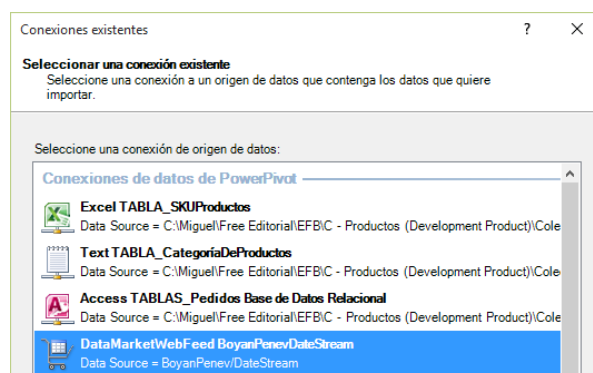 Conexiones existentes
Seleccionar una conexión existente
Seleccione una conexión a un origen de datos que contenga los datos que quiere
importar.
Seleccione una conexión de origen de datos:
Conexiones de datos de PowerPivot
Excel TABLA_SKUProductos
Data Source = C:\Miguel\Free Editorial\EFB\C - Productos (Development Product)\Cole
Text TABLA_CategoríaDeProductos
Data Source = C:\Miguel\Free Editorial\EFB\C - Productos (Development Product)\Cole
Access TABLAS_Pedidos Base de Datos Relacional
Data Source = C:\Miguel\Free Editorial\EFB\C - Productos (Development Product)\Cole
DataMarketWebFeed BoyanPenevDateStream
Data Source = BoyanPenev/DateStream